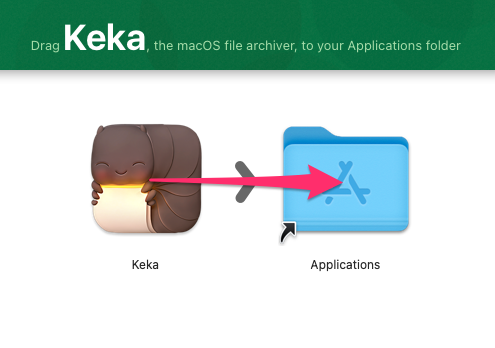 Drag Keka, the macOS file archiver, to your Applications folder
Keka
Applications